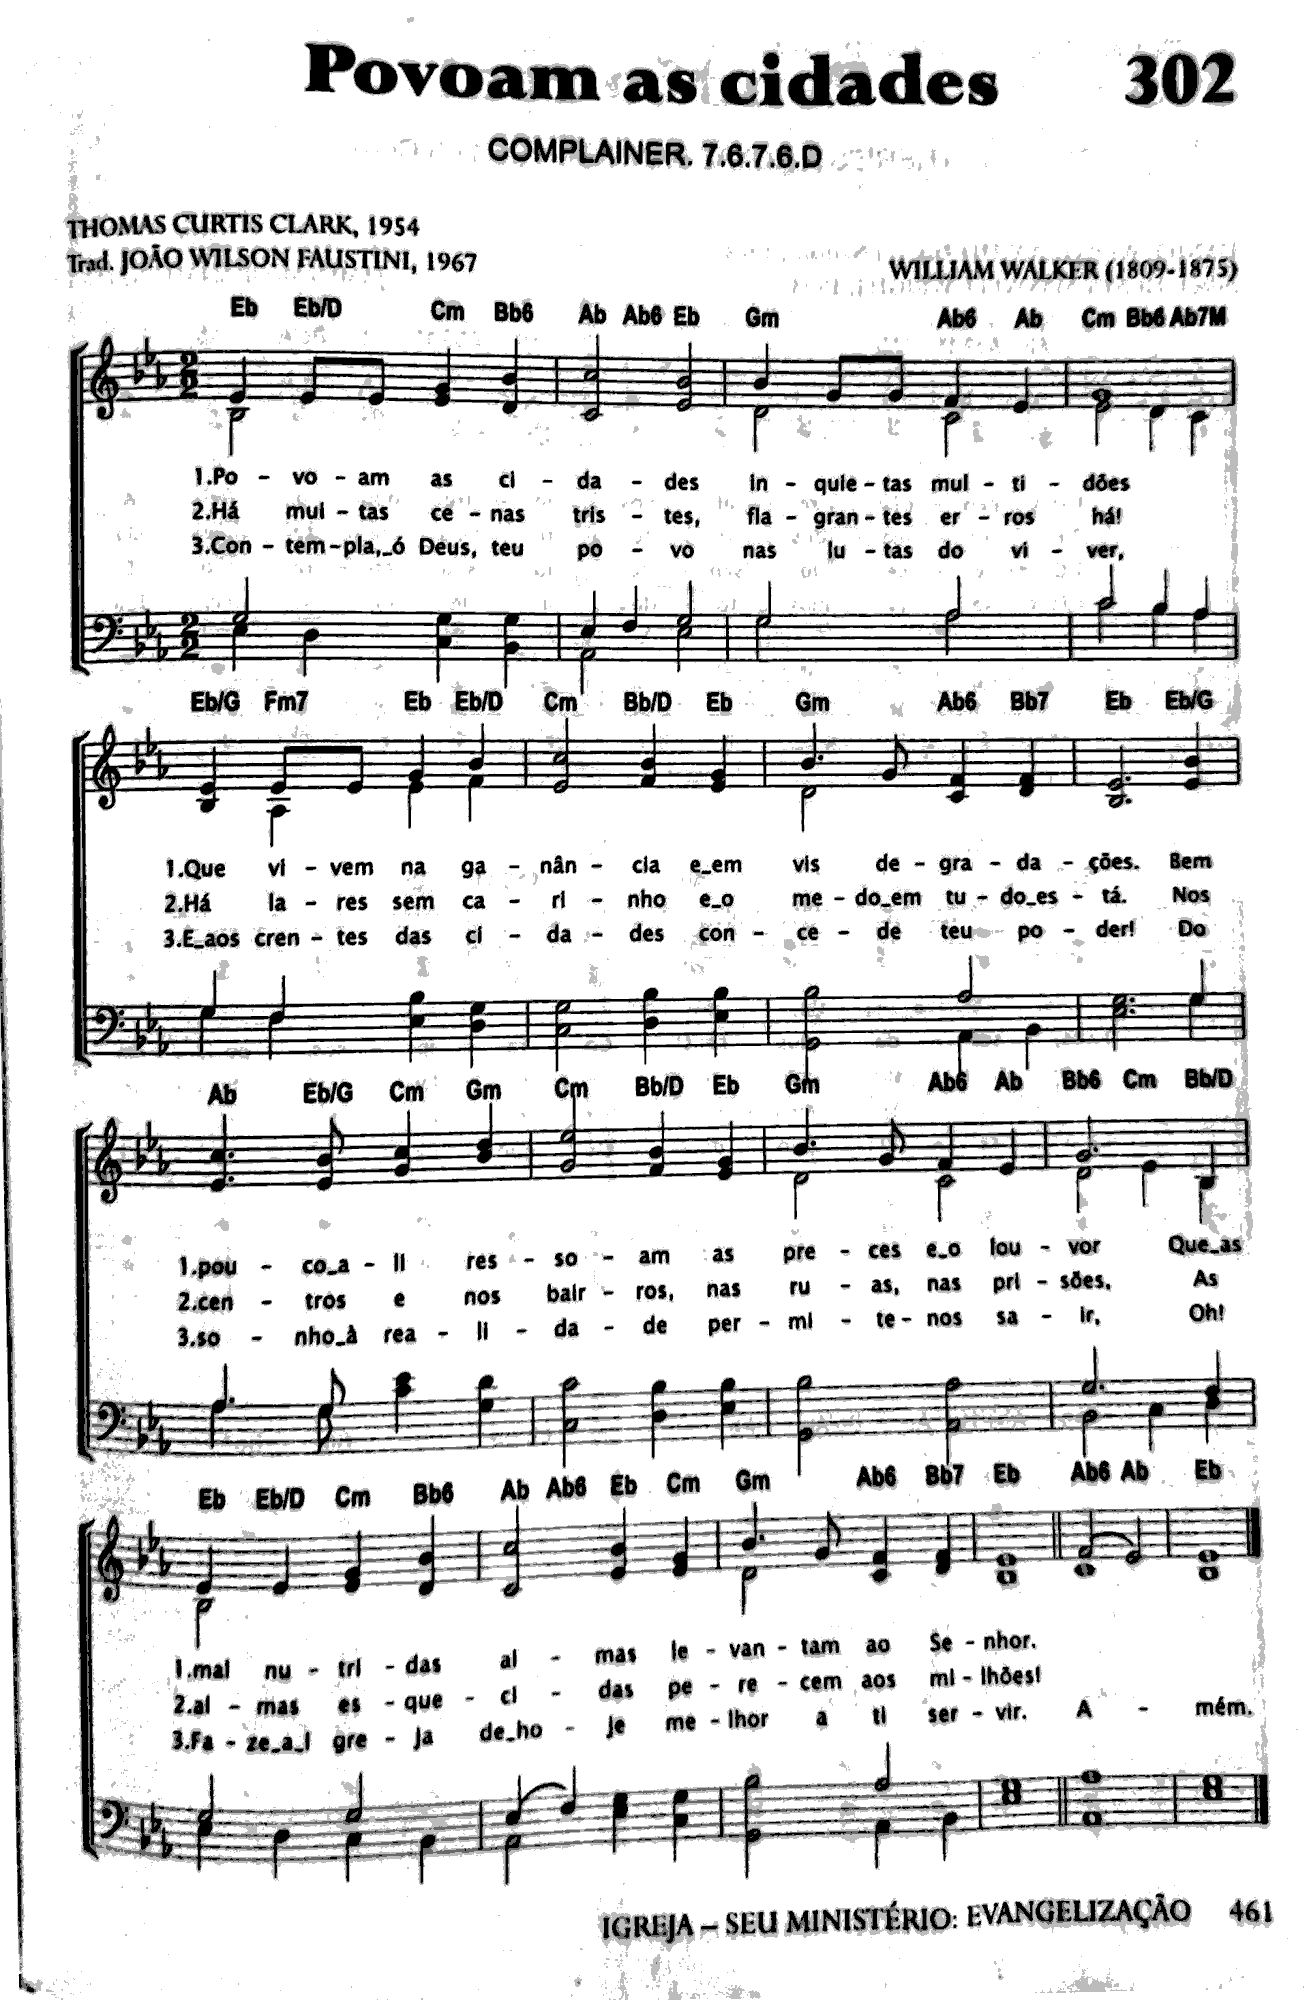 Povoam as cidades 302
COMPLAINER. 7.6.7.6.D
THOMAS CURTIS CLARK, 1954
Trad. JOÃO WILSON FAUSTINI, 1967
WILLIAM WALKER (1809-1875)
Eb Eb/D Cm Bb6 Ab Ab6 Eb Gm Ab6 Ab Cm Bb6 Ab7M
1.Po - vo - am as ci - da - des in - quie - tas mul - ti - dões
2.Há mui - tas ce - nas tris - tes, fla - gran - tes er - ros há!
3.Con - tem - pla,_ó Deus, teu po - vo nas lu - tas do vi - ver,
Eb/G Fm7 Eb Eb/D Cm Bb/D Eb Gm Ab6 Bb7 Eb Eb/G
1.Que vi - vem na ga - nân - cia e_em vis de - gra - da - ções. Bem
2.Há la - res sem ca - ri - nho e_o me - do_em tu - do_es - tá. Nos
3.E_aos cren - tes das ci - da - des con - ce - de teu po - der! Do
Ab Eb/G Cm Gm Cm Bb/D Eb Gm Ab6 Ab Bb6 Cm Bb/D
1.pou - co_a - li res - so - am as pre - ces e_o lou - vor Que_as
2.cen - tros e nos bair - ros, nas ru - as, nas pri - sões, As
3.so - nho_à rea - li - da - de per - mi - te - nos sa - ir, Oh!
Eb Eb/D Cm Bb6 Ab Ab6 Eb Cm Gm Ab6 Bb7 Eb Ab6 Ab Eb
1.mal nu - tri - das al - mas le - van - tam ao Se - nhor.
2.al - mas es - que - ci - das pe - re - cem aos mi - lhões!
3.Fa - ze_a_I gre - ja de_ho - je me - lhor a ti ser - vir. A - mém.
IGREJA – SEU MINISTÉRIO: EVANGELIZAÇÃO 461